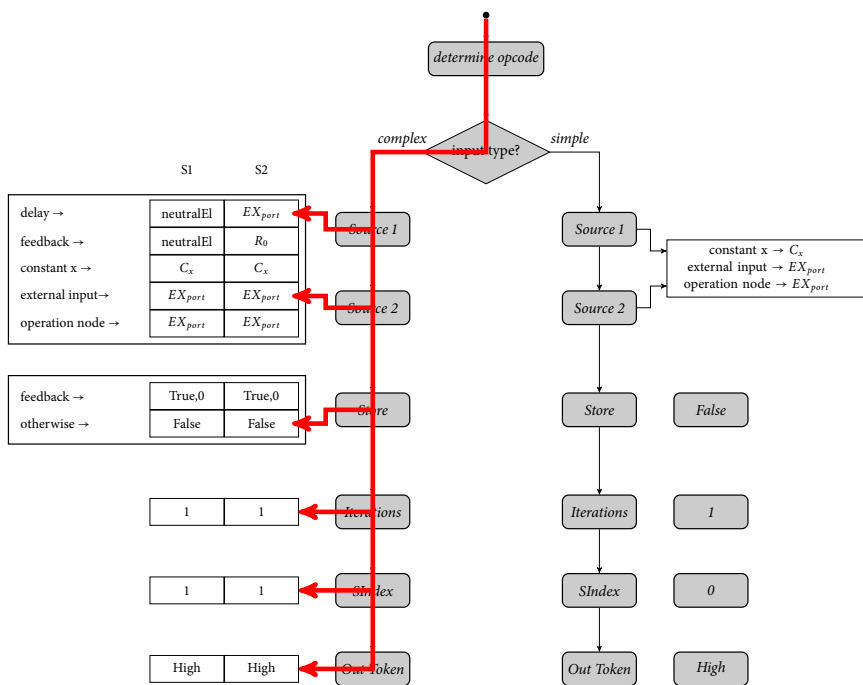 determine opcode
complex
simple
input type?
S1 S2
delay → neutralEl EX_port
feedback → neutralEl R_0
constant x → C_x C_x
external input→ EX_port EX_port
operation node → EX_port EX_port
Source 1
Source 2
Source 1
Source 2
constant x → C_x
external input → EX_port
operation node → EX_port
feedback → True,0 True,0
otherwise → False False
Store
Store
False
1 1
Iterations
Iterations
1
1 1
SIndex
SIndex
0
High High
Out Token
Out Token
High